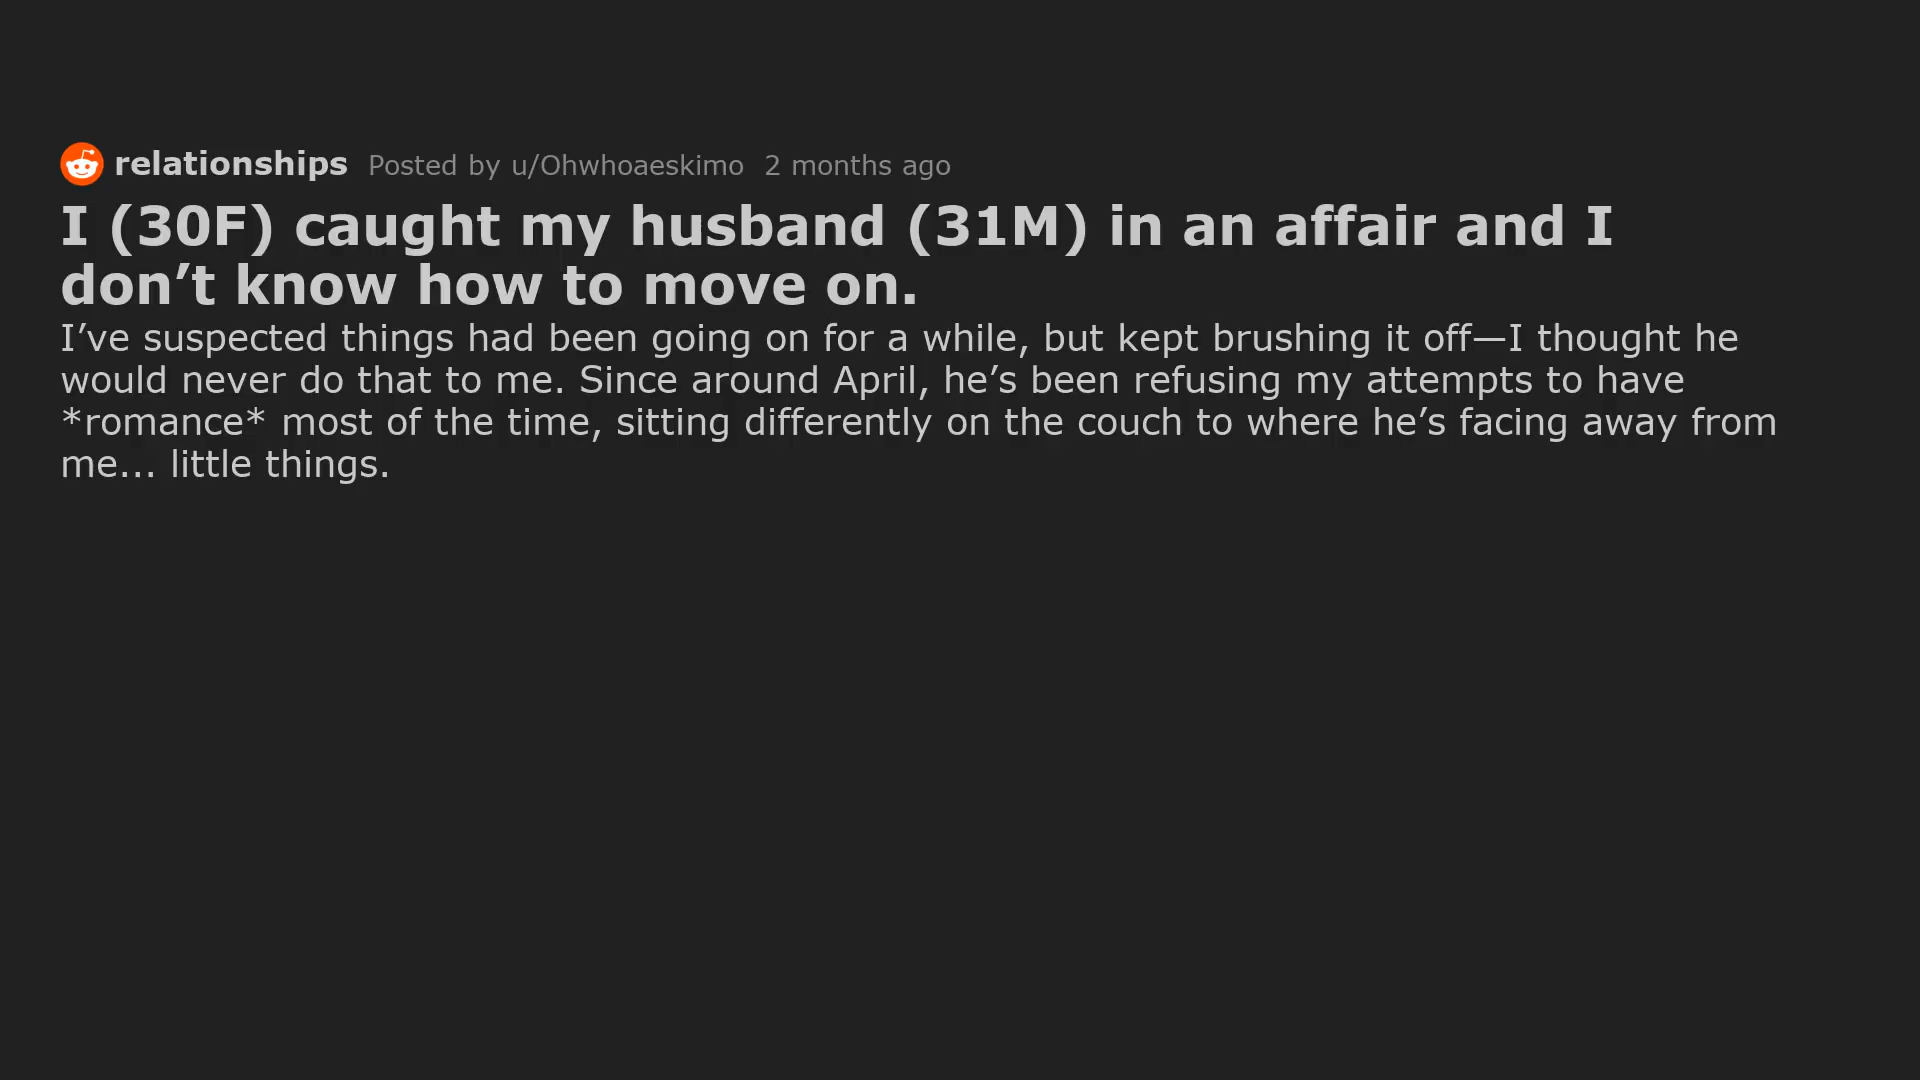 relationships Posted by u/Ohwhoaeskimo 2 months ago
I (30F) caught my husband (31M) in an affair and I
don’t know how to move on.
I’ve suspected things had been going on for a while, but kept brushing it off—I thought he
would never do that to me. Since around April, he’s been refusing my attempts to have
*romance* most of the time, sitting differently on the couch to where he’s facing away from
me... little things.